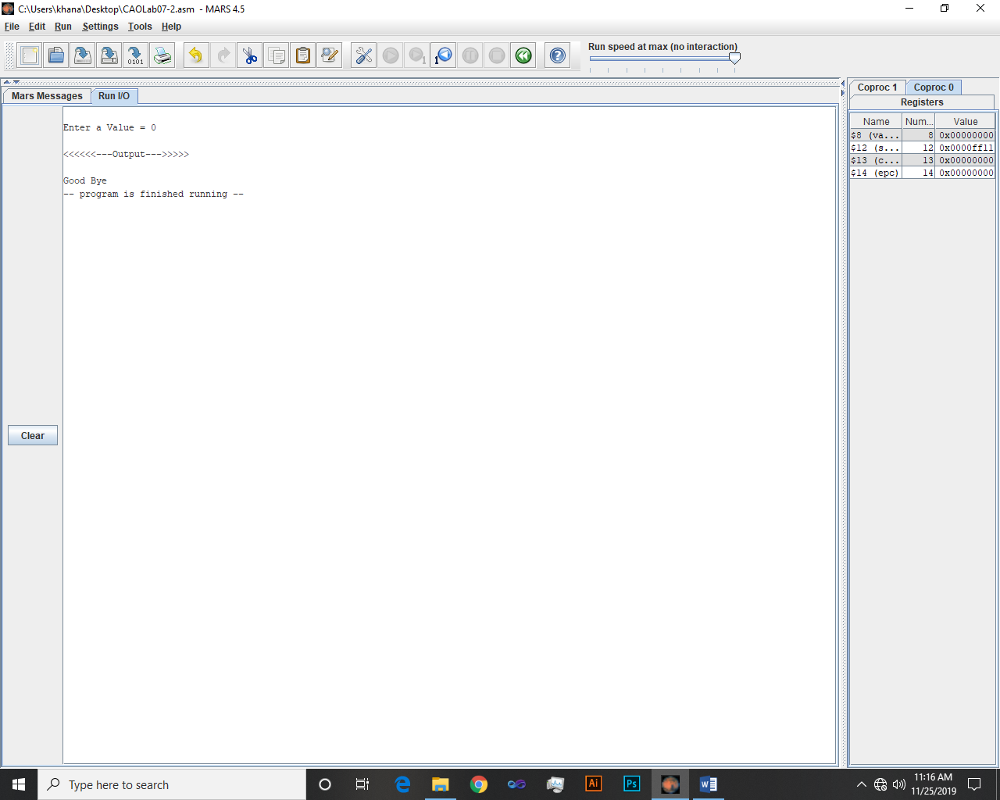 C:\Users\khana\Desktop\CAOLab07-2.asm - MARS 4.5
File Edit Run Settings Tools Help
Run speed at max (no interaction)
0101
1
1
Mars Messages Run I/O
Enter a Value = 0
<<<<<<---Output--->>>>>
Good Bye
-- program is finished running --
Clear
Coproc 1 Coproc 0
Registers
Name Num... Value
$8 (va... 8 0x00000000
$12 (s... 12 0x0000ff11
$13 (c... 13 0x00000000
$14 (epc) 14 0x00000000
Type here to search
Ai
Ps
11:16 AM
11/25/2019